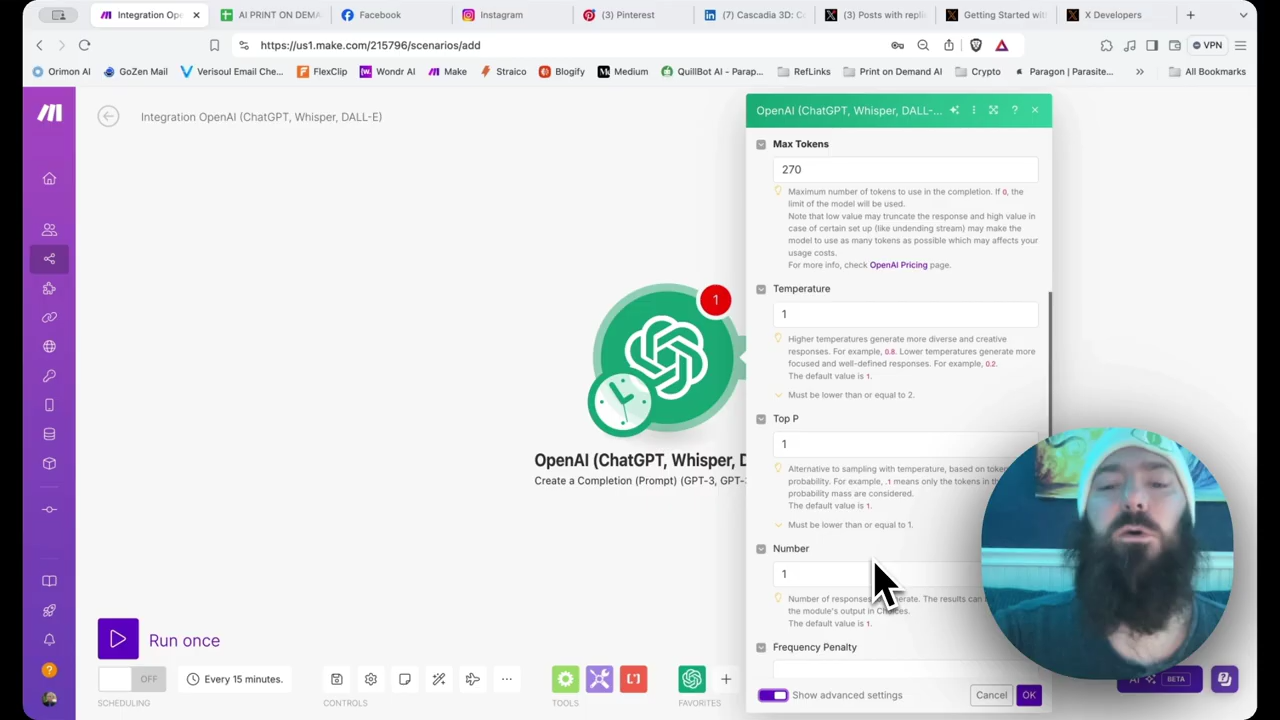 Integration Ope
AI PRINT ON DEMA
Facebook
Instagram
(3) Pinterest
(7) Cascadia 3D: Co
(3) Posts with repli
Getting Started with
X Developers
https://us1.make.com/215796/scenarios/add
VPN
Orimon AI
GoZen Mail
Verisoul Email Che...
FlexClip
Wondr AI
Make
Straico
Blogify
Medium
QuillBot AI - Parap...
RefLinks
Print on Demand AI
Crypto
Paragon | Parasite...
All Bookmarks
Integration OpenAI (ChatGPT, Whisper, DALL-E)
OpenAI (ChatGPT, Whisper, DALL-...
Max Tokens
270
Maximum number of tokens to use in the completion. If 0, the
limit of the model will be used.
Note that low value may truncate the response and high value in
case of certain set up (like undending stream) may make the
model to use as many tokens as possible which may affects your
usage costs.
For more info, check OpenAI Pricing page.
Temperature
1
Higher temperatures generate more diverse and creative
responses. For example, 0.8. Lower temperatures generate more
focused and well-defined responses. For example, 0.2.
The default value is 1.
Must be lower than or equal to 2.
Top P
1
Alternative to sampling with temperature, based on token
probability. For example, .1 means only the tokens in the
probability mass are considered.
The default value is 1.
Must be lower than or equal to 1.
Number
1
Number of responses
The results can
the module's output in Choices.
The default value is 1.
Frequency Penalty
Show advanced settings
Cancel
OK
1
OpenAI (ChatGPT, Whisper, D
Create a Completion (Prompt) (GPT-3, GPT-
Run once
OFF
Every 15 minutes.
SCHEDULING
CONTROLS
TOOLS
FAVORITES
AI
BETA